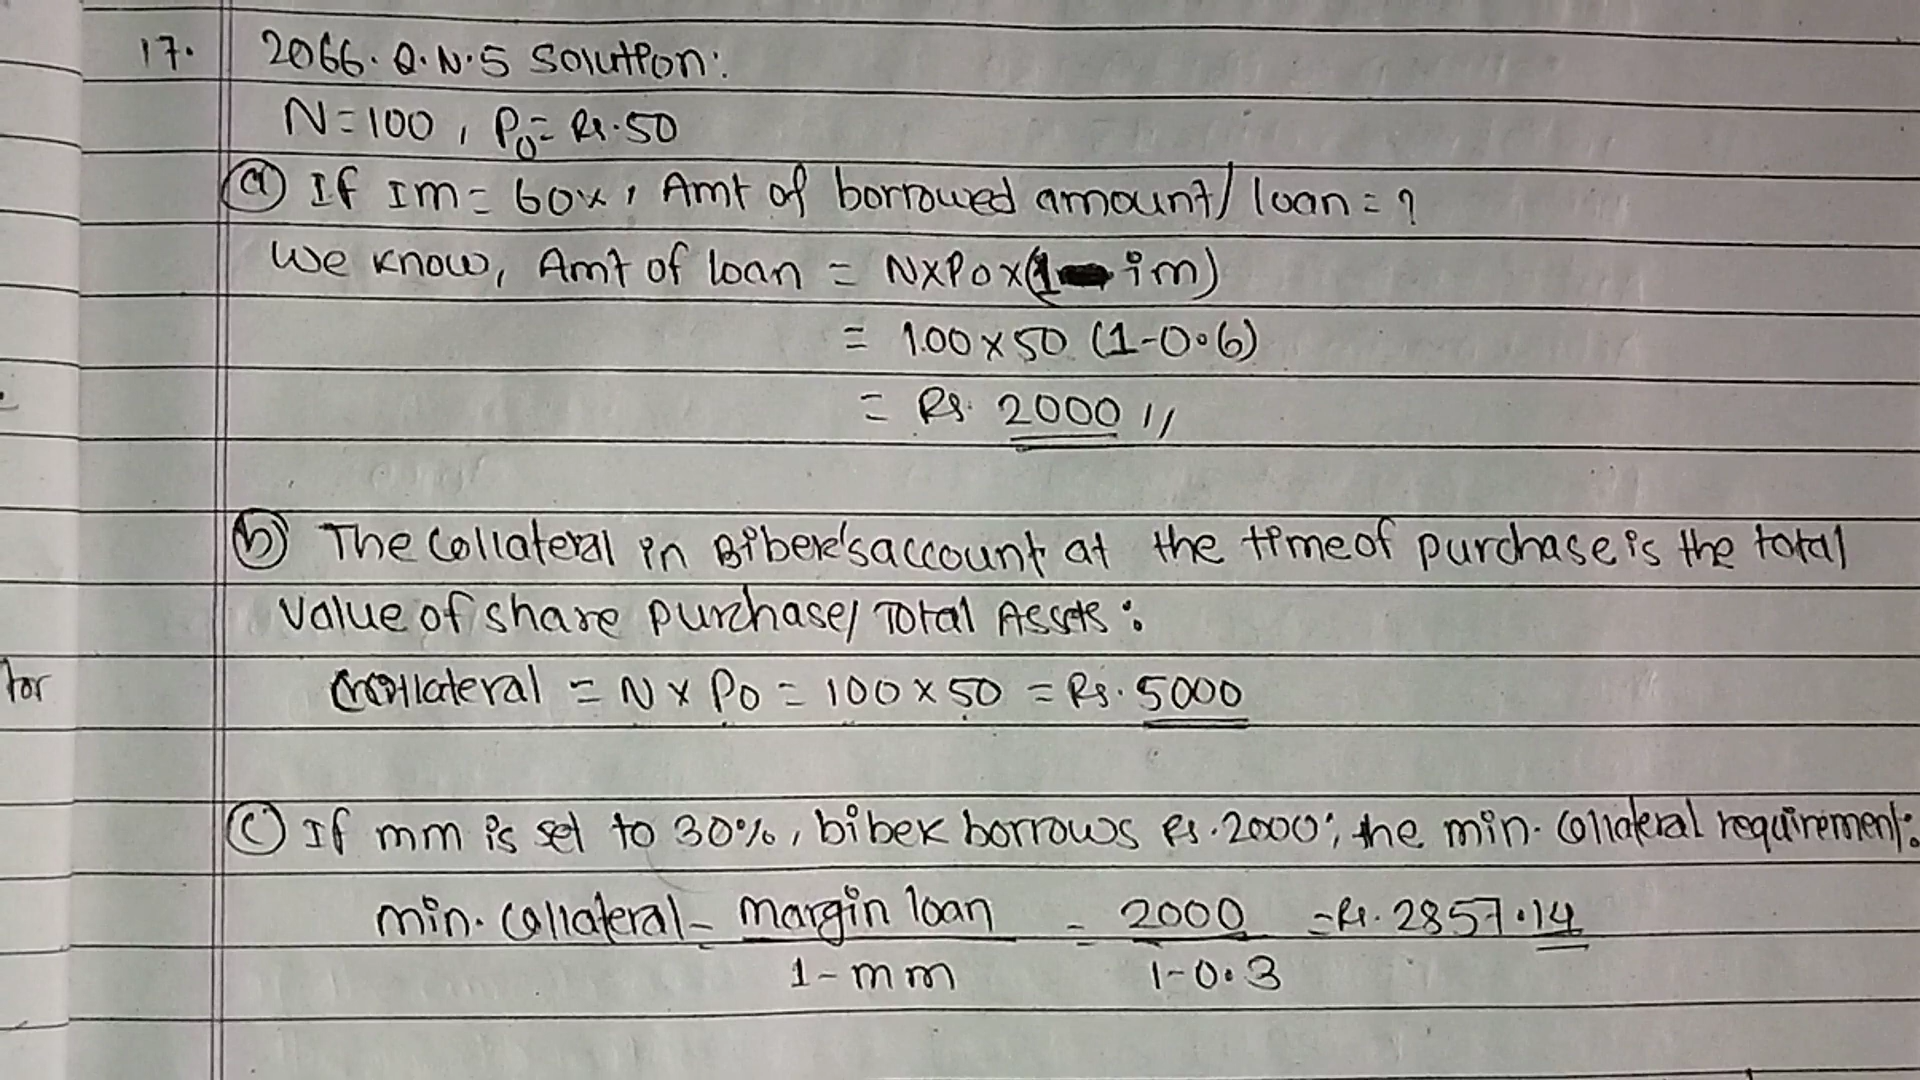 17. 2066. Q.N.5 Solution:
N=100, P0= Rs.50
(a) If Im= 60%, Amt of borrowed amount/ loan = ?
We know, Amt of loan = N×P0×(1-im)
= 100×50 (1-0.6)
= Rs. 2000 //
(b) The Collateral in Bibek's account at the time of purchase is the total
value of share purchase/ Total Assets:
tor
Collateral = N × P0 = 100 × 50 = Rs. 5000
(c) If mm is set to 30%, bibek borrows Rs.2000; the min. collateral requirement:
min. Collateral = margin loan / 1-mm = 2000 / 1-0.3 = Rs. 2857.14